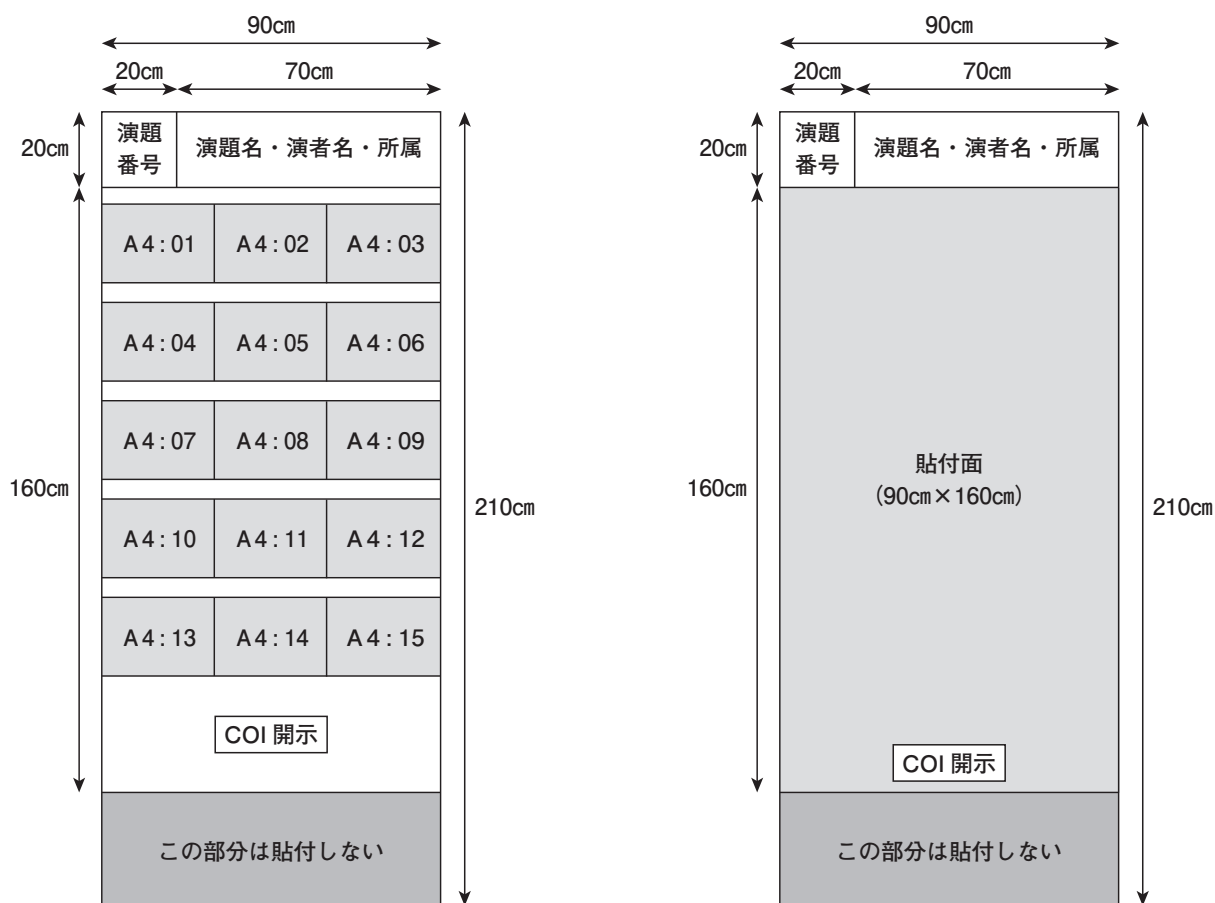 90㎝
20㎝
70㎝
20㎝
演題
番号
演題名・演者名・所属
A4:01
A4:02
A4:03
A4:04
A4:05
A4:06
A4:07
A4:08
A4:09
A4:10
A4:11
A4:12
A4:13
A4:14
A4:15
160㎝
210㎝
COI 開示
この部分は貼付しない
90㎝
20㎝
70㎝
20㎝
演題
番号
演題名・演者名・所属
貼付面
（90㎝×160㎝）
160㎝
210㎝
COI 開示
この部分は貼付しない